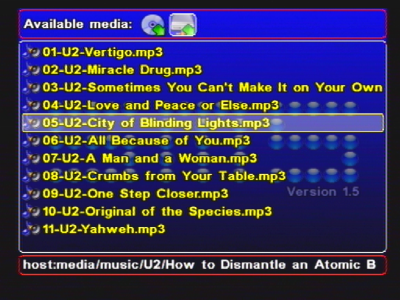 Available media:
01-U2-Vertigo.mp3
02-U2-Miracle Drug.mp3
03-U2-Sometimes You Can't Make It on Your Own
04-U2-Love and Peace or Else.mp3
05-U2-City of Blinding Lights.mp3
06-U2-All Because of You.mp3
07-U2-A Man and a Woman.mp3
08-U2-Crumbs from Your Table.mp3
09-U2-One Step Closer.mp3
Version 1.5
10-U2-Original of the Species.mp3
11-U2-Yahweh.mp3
host:media/music/U2/How to Dismantle an Atomic B